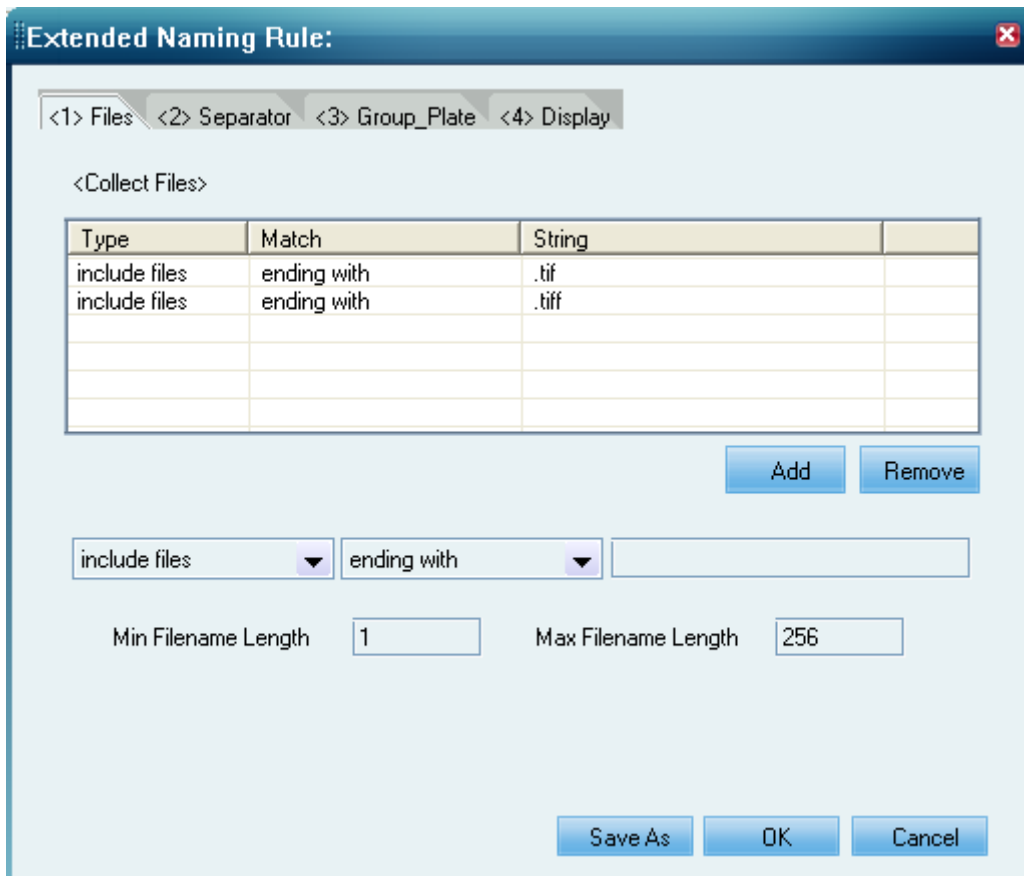 Extended Naming Rule:
<1> Files <2> Separator <3> Group_Plate <4> Display
<Collect Files>
Type Match String
include files ending with .tif
include files ending with .tiff
Add Remove
include files ending with
Min Filename Length 1 Max Filename Length 256
Save As OK Cancel